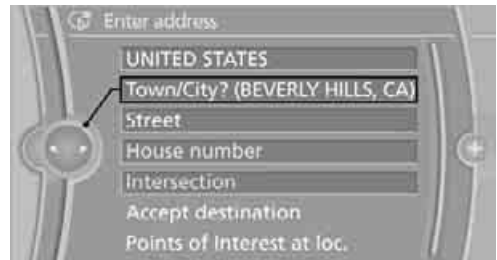 Enter address
UNITED STATES
Town/City? (BEVERLY HILLS, CA)
Street
House number
Intersection
Accept destination
Points of Interest at loc.